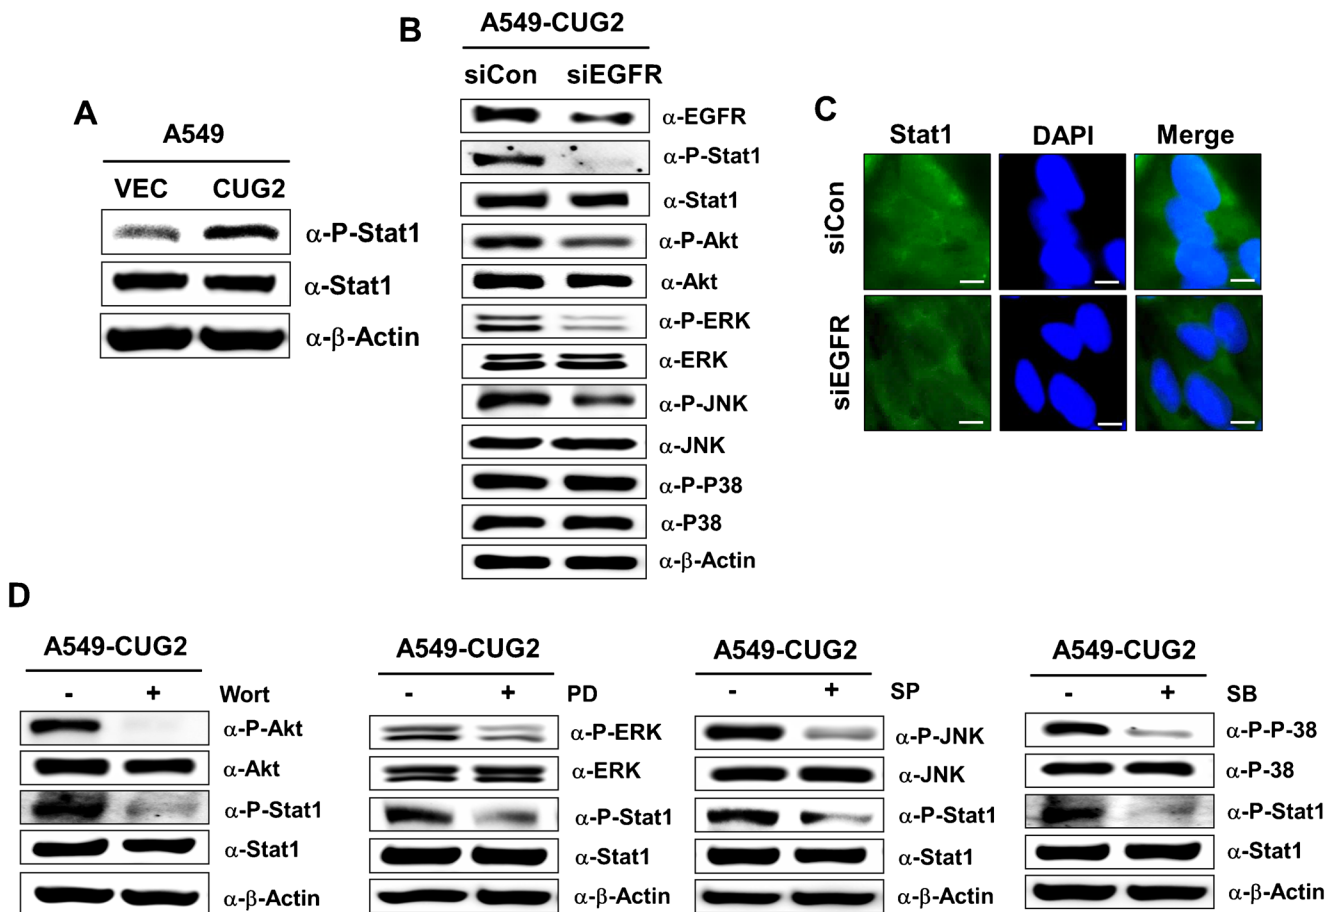 A
A549
VEC CUG2
α-P-Stat1
α-Stat1
α-β-Actin
B
A549-CUG2
siCon siEGFR
α-EGFR
α-P-Stat1
α-Stat1
α-P-Akt
α-Akt
α-P-ERK
α-ERK
α-P-JNK
α-JNK
α-P-P38
α-P38
α-β-Actin
C
Stat1 DAPI Merge
siCon
siEGFR
D
A549-CUG2
- + Wort
α-P-Akt
α-Akt
α-P-Stat1
α-Stat1
α-β-Actin
A549-CUG2
- + PD
α-P-ERK
α-ERK
α-P-Stat1
α-Stat1
α-β-Actin
A549-CUG2
- + SP
α-P-JNK
α-JNK
α-P-Stat1
α-Stat1
α-β-Actin
A549-CUG2
- + SB
α-P-P-38
α-P-38
α-P-Stat1
α-Stat1
α-β-Actin